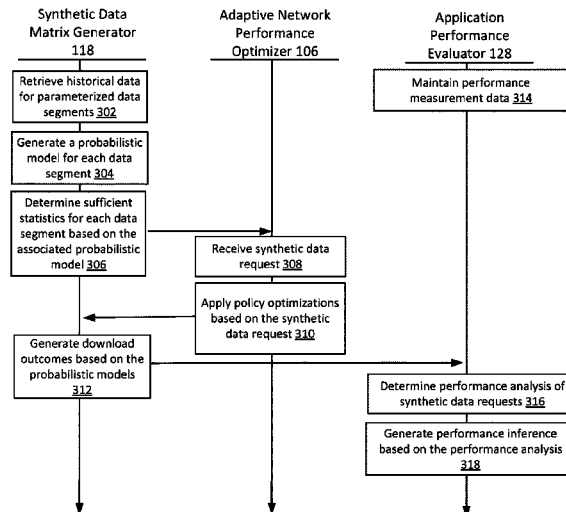 Synthetic Data
Matrix Generator
118
Adaptive Network
Performance
Optimizer 106
Application
Performance
Evaluator 128
Retrieve historical data
for parameterized data
segments 302
Maintain performance
measurement data 314
Generate a probabilistic
model for each data
segment 304
Determine sufficient
statistics for each data
segment based on the
associated probabilistic
model 306
Receive synthetic data
request 308
Apply policy optimizations
based on the synthetic
data request 310
Generate download
outcomes based on the
probabilistic models
312
Determine performance analysis of
synthetic data requests 316
Generate performance inference
based on the performance analysis
318